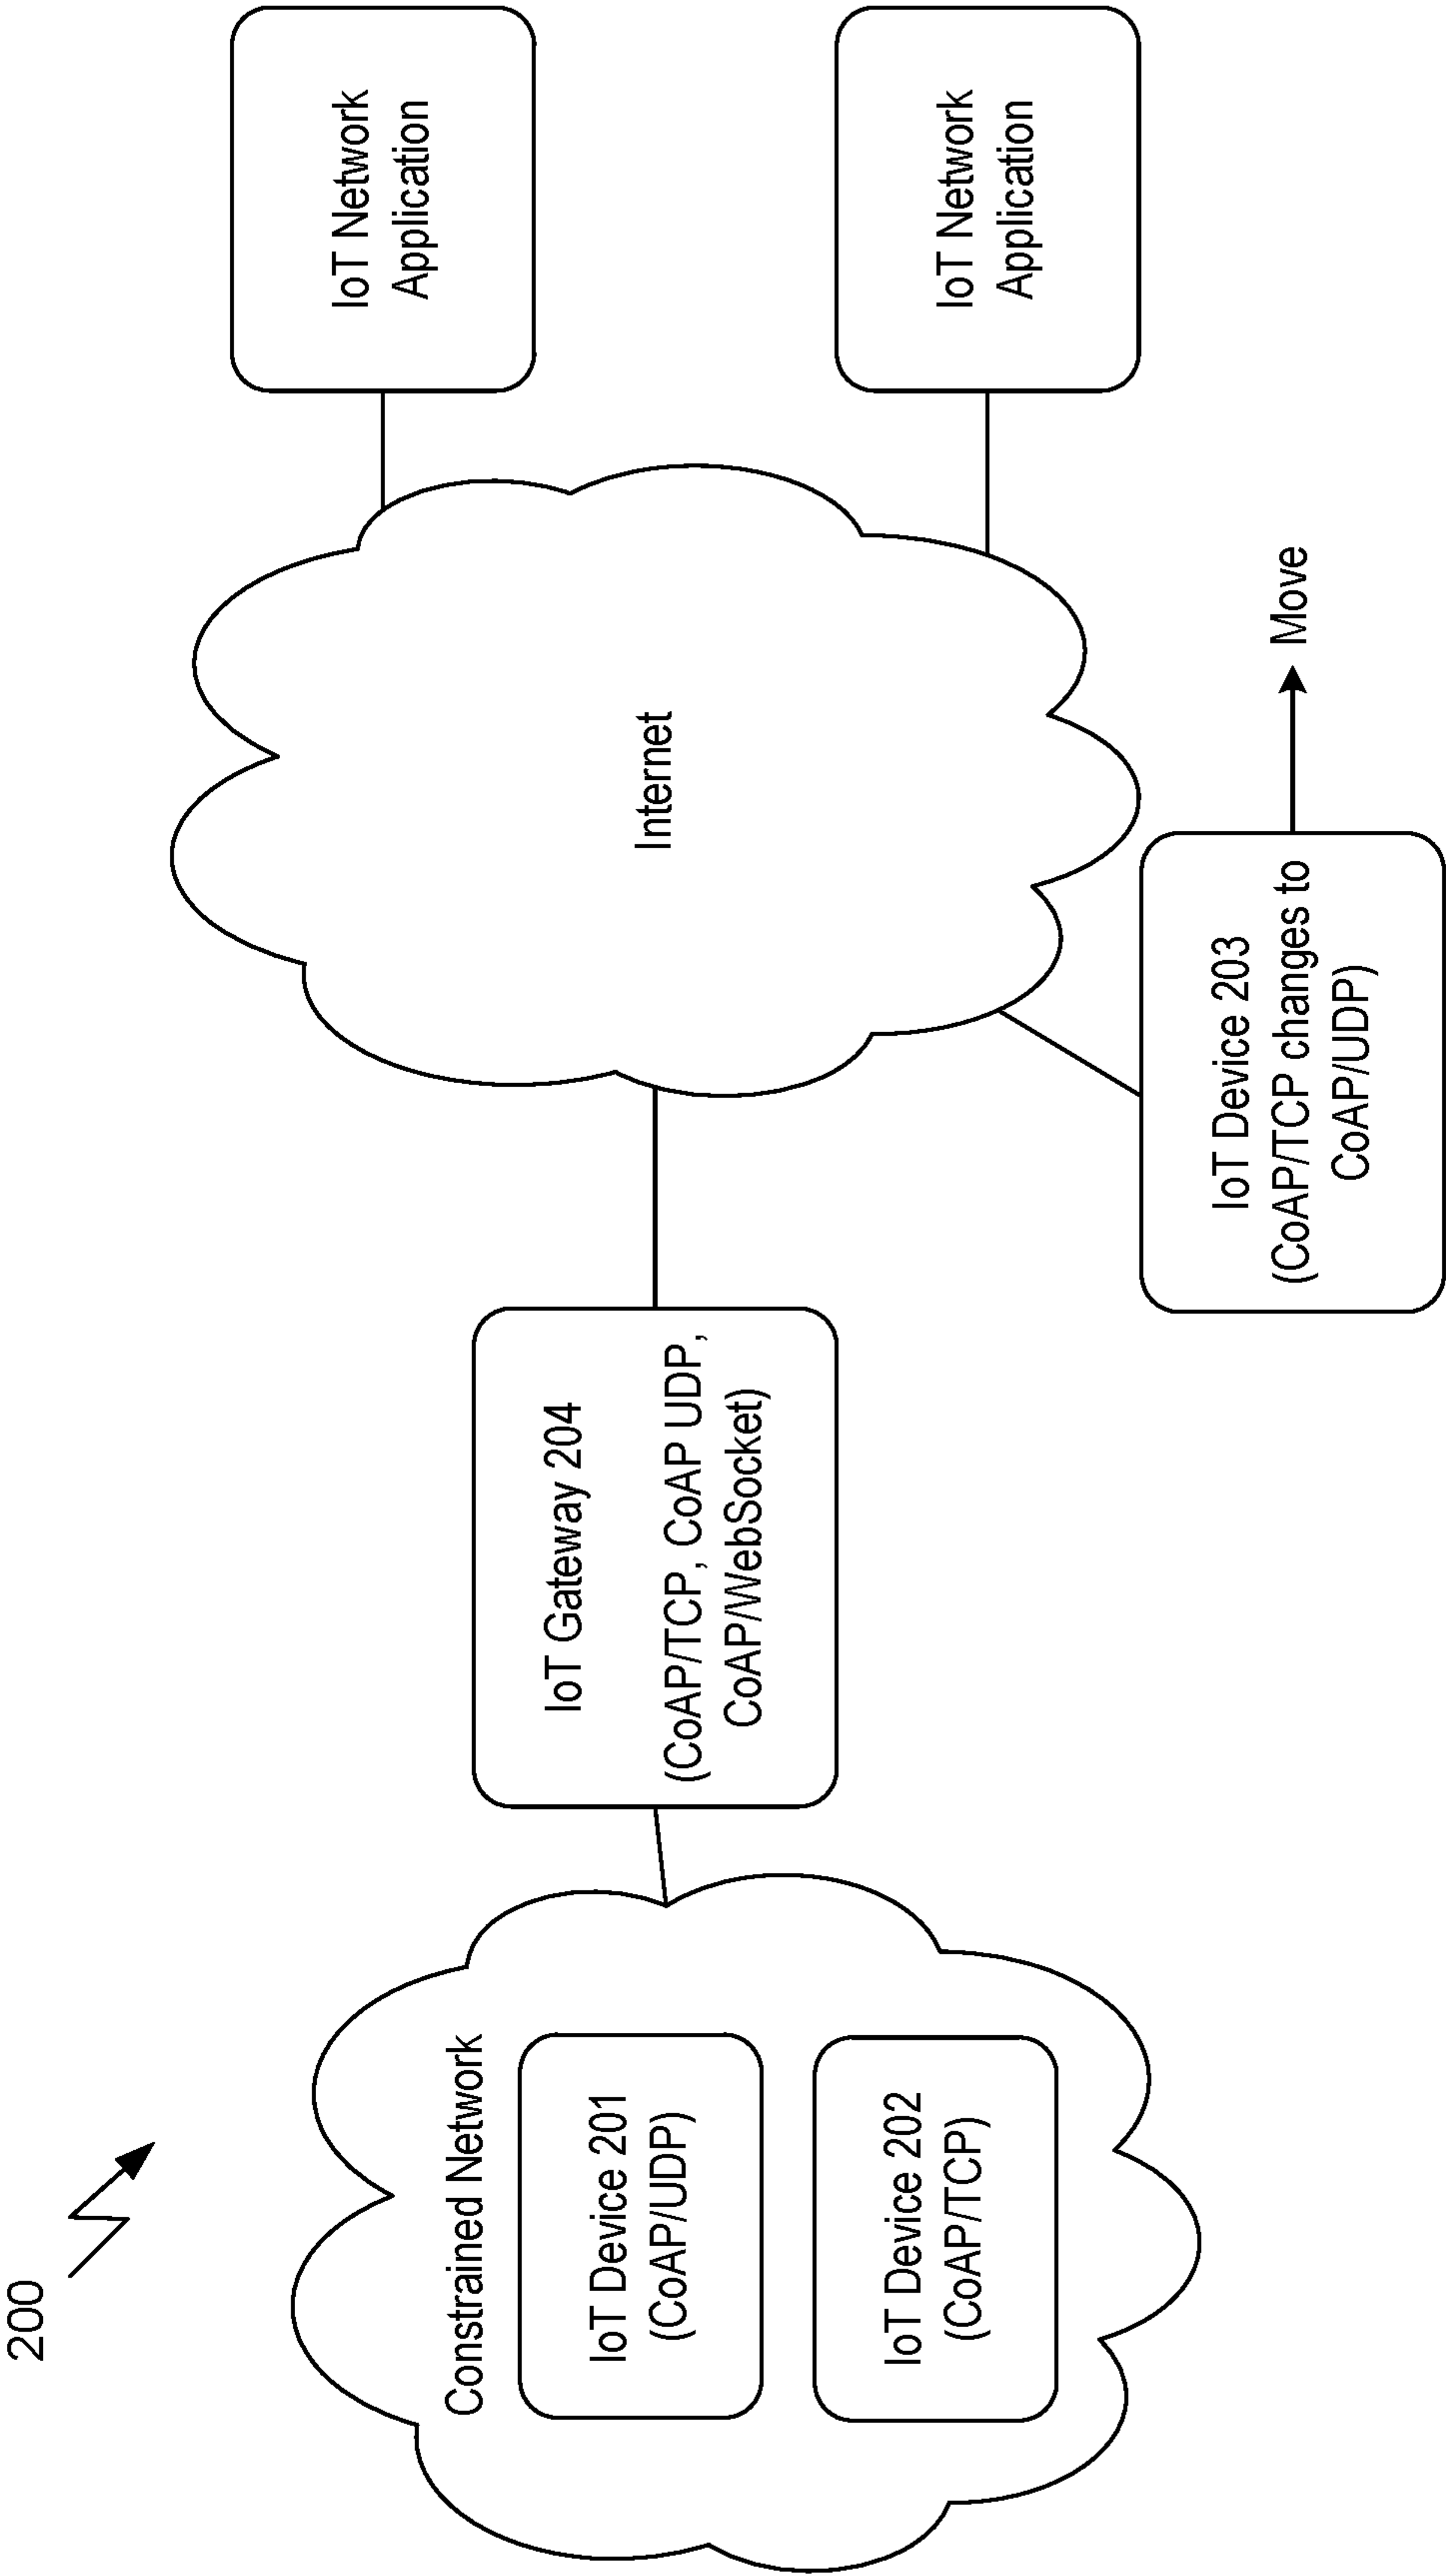 200
Constrained Network
IoT Device 201
(CoAP/UDP)
IoT Device 202
(CoAP/TCP)
IoT Gateway 204
(CoAP/TCP, CoAP UDP,
CoAP/WebSocket)
Internet
IoT Device 203
(CoAP/TCP changes to
CoAP/UDP)
Move
IoT Network
Application
IoT Network
Application